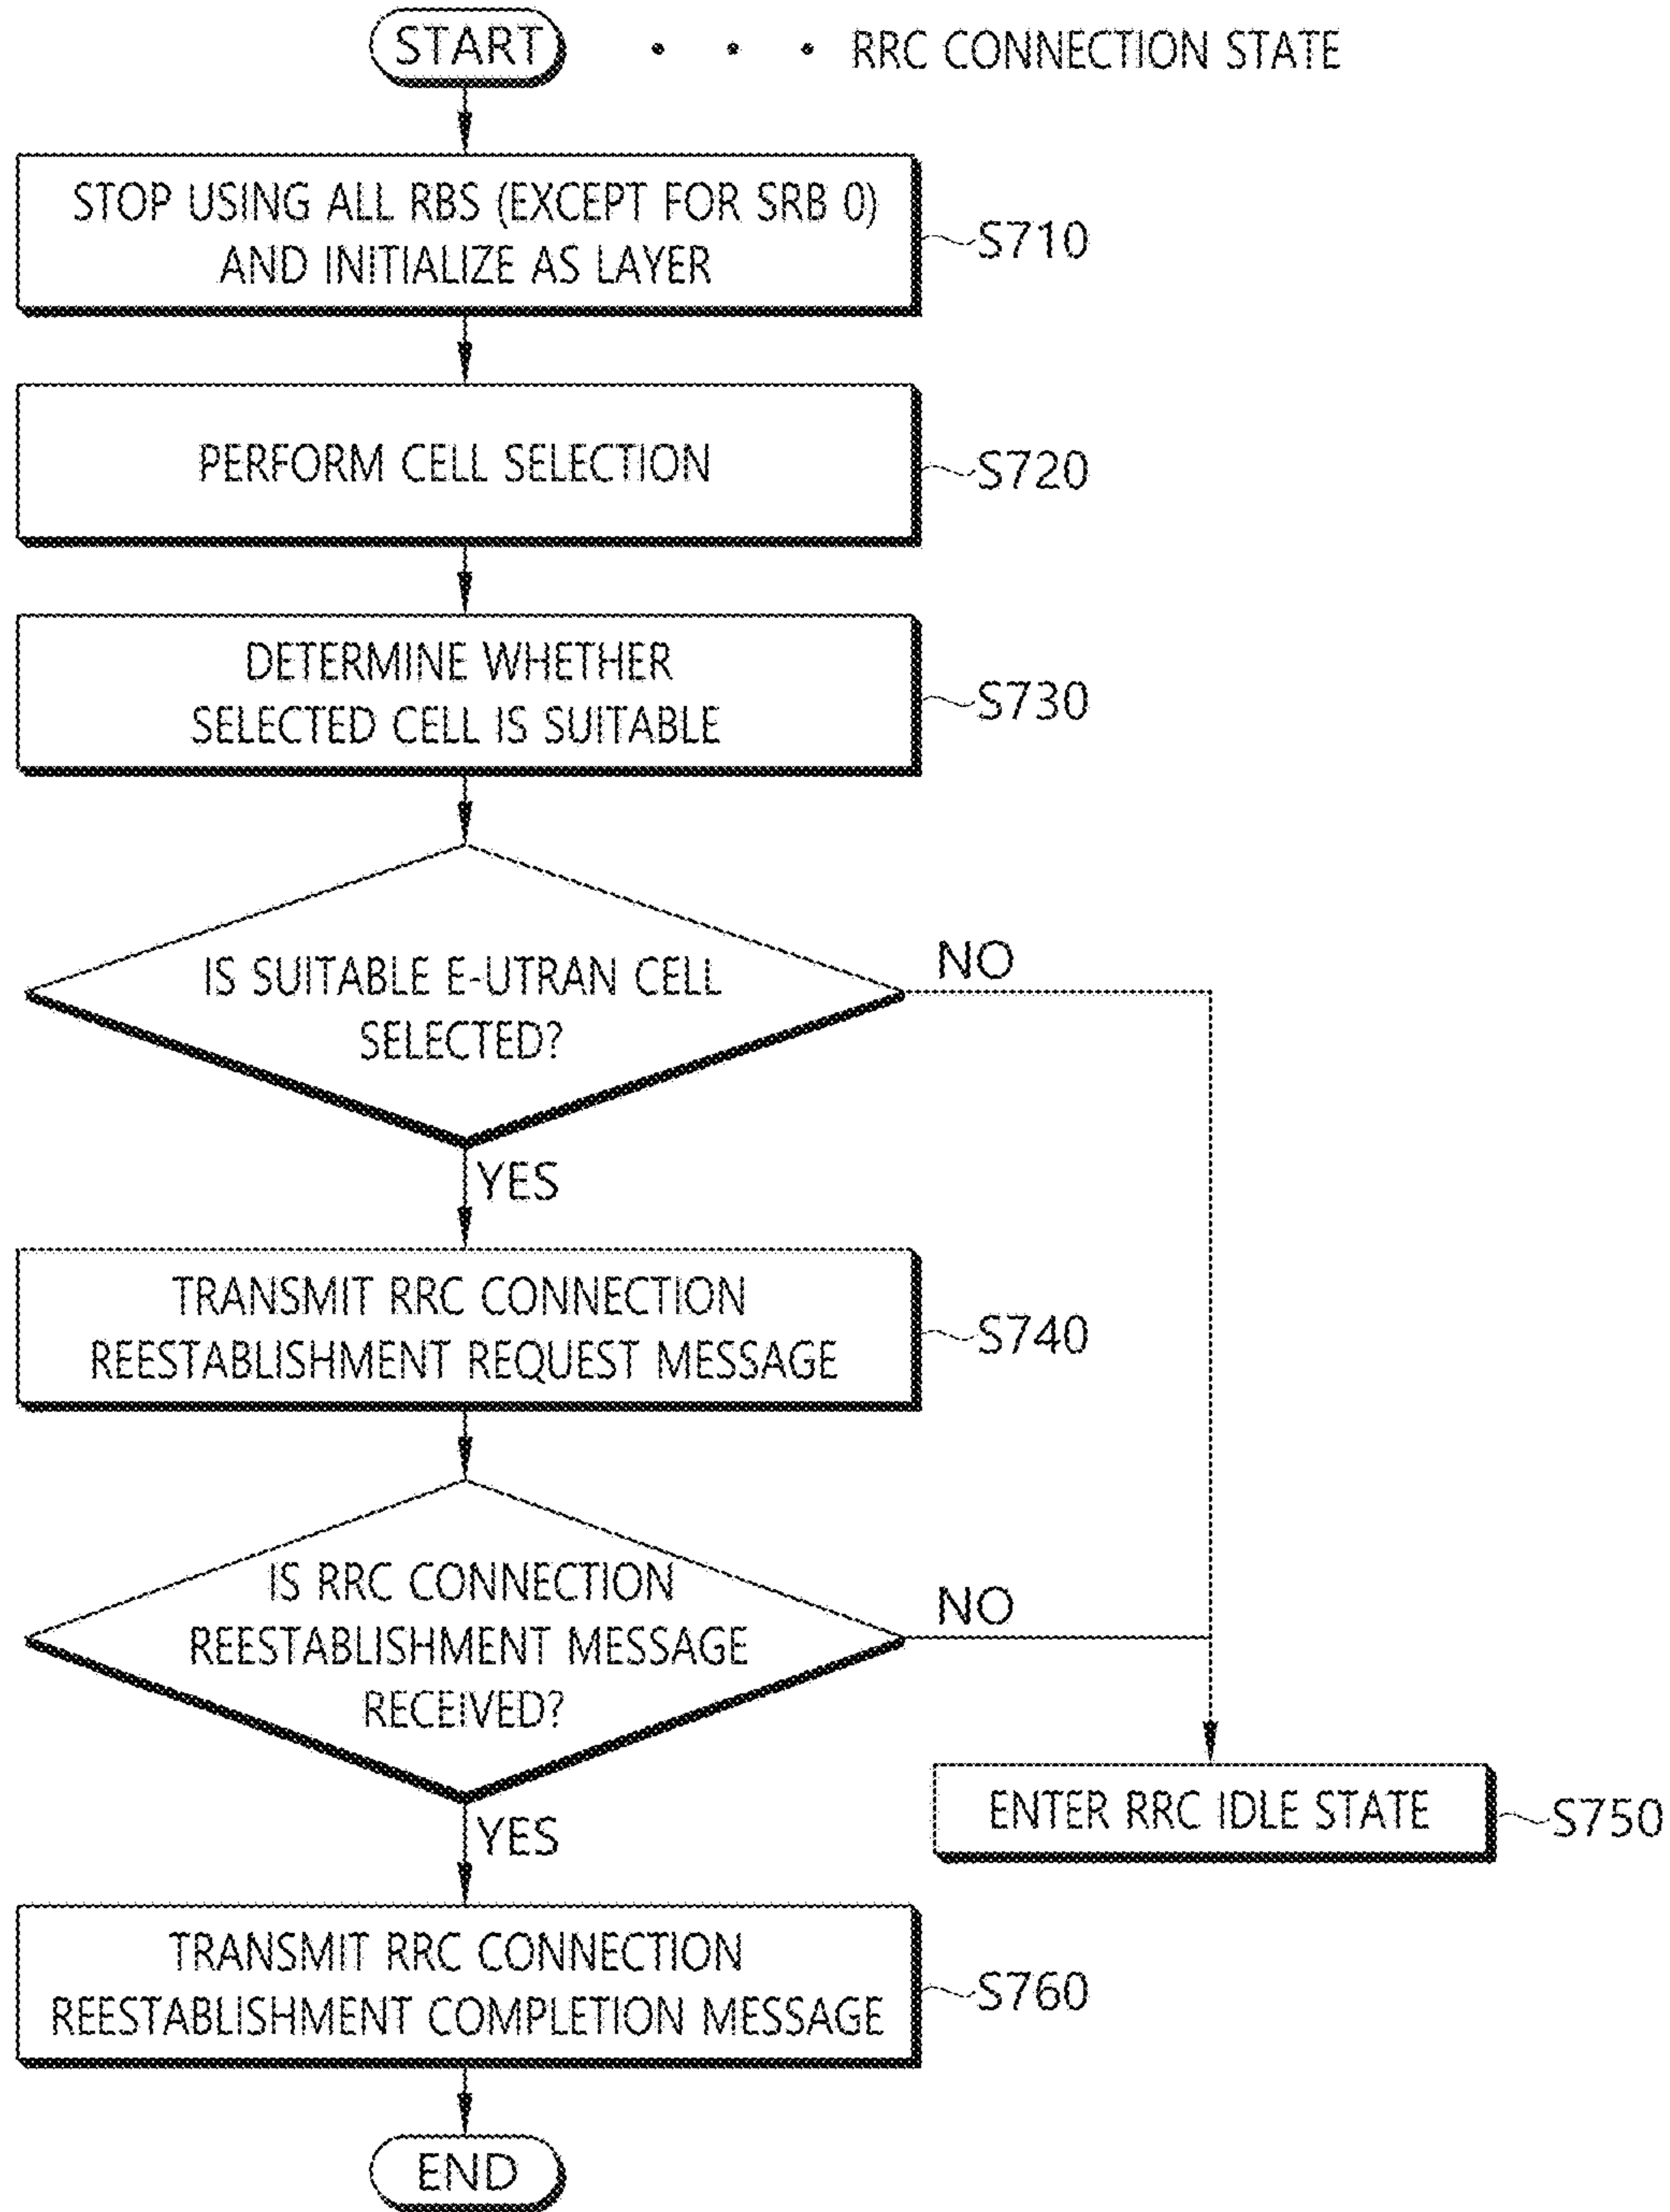 START • • • RRC CONNECTION STATE
STOP USING ALL RBS (EXCEPT FOR SRB 0)
AND INITIALIZE AS LAYER
S710
PERFORM CELL SELECTION
S720
DETERMINE WHETHER
SELECTED CELL IS SUITABLE
S730
IS SUITABLE E-UTRAN CELL
SELECTED?
NO
YES
TRANSMIT RRC CONNECTION
REESTABLISHMENT REQUEST MESSAGE
S740
IS RRC CONNECTION
REESTABLISHMENT MESSAGE
RECEIVED?
NO
YES
ENTER RRC IDLE STATE
S750
TRANSMIT RRC CONNECTION
REESTABLISHMENT COMPLETION MESSAGE
S760
END